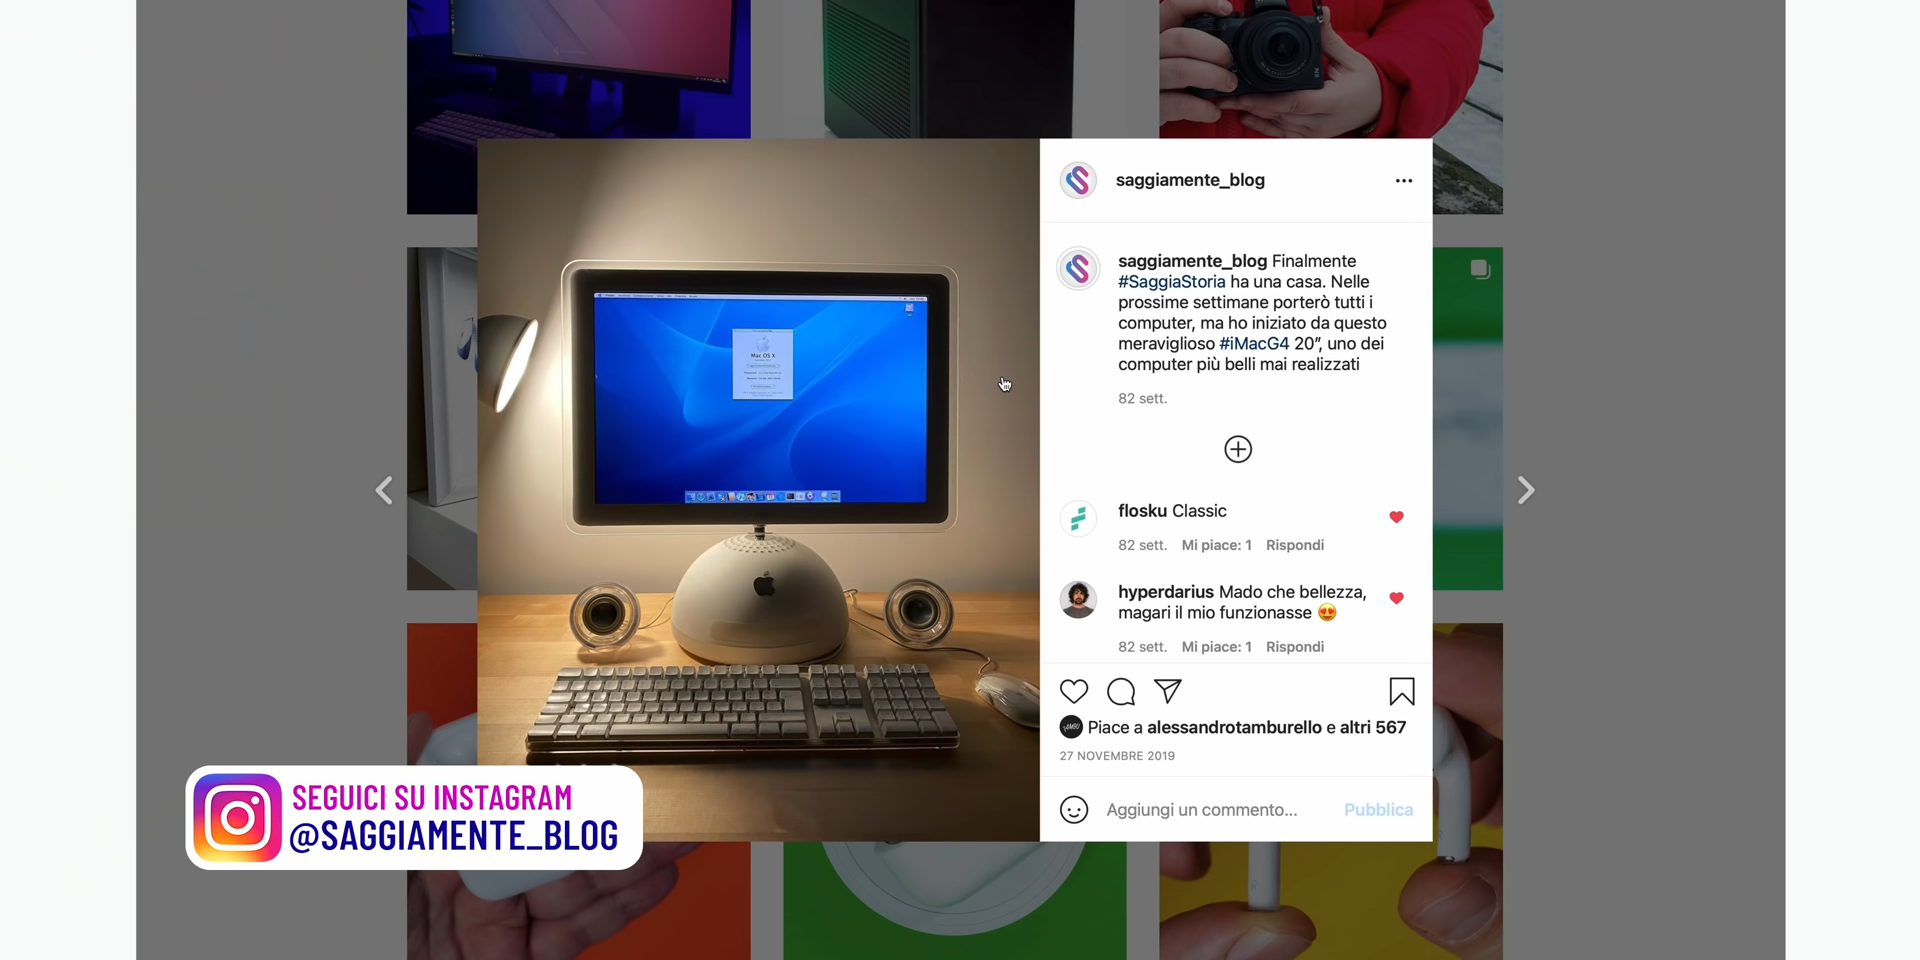 saggiamente_blog
saggiamente_blog Finalmente
#SaggiaStoria ha una casa. Nelle
prossime settimane porterò tutti i
computer, ma ho iniziato da questo
meraviglioso #iMacG4 20”, uno dei
computer più belli mai realizzati
82 sett.
flosku Classic
82 sett. Mi piace: 1 Rispondi
hyperdarius Mado che bellezza,
magari il mio funzionasse 😍
82 sett. Mi piace: 1 Rispondi
Piace a alessandrotamburello e altri 567
27 NOVEMBRE 2019
Aggiungi un commento... Pubblica
Mac OS X
SEGUICI SU INSTAGRAM
@SAGGIAMENTE_BLOG